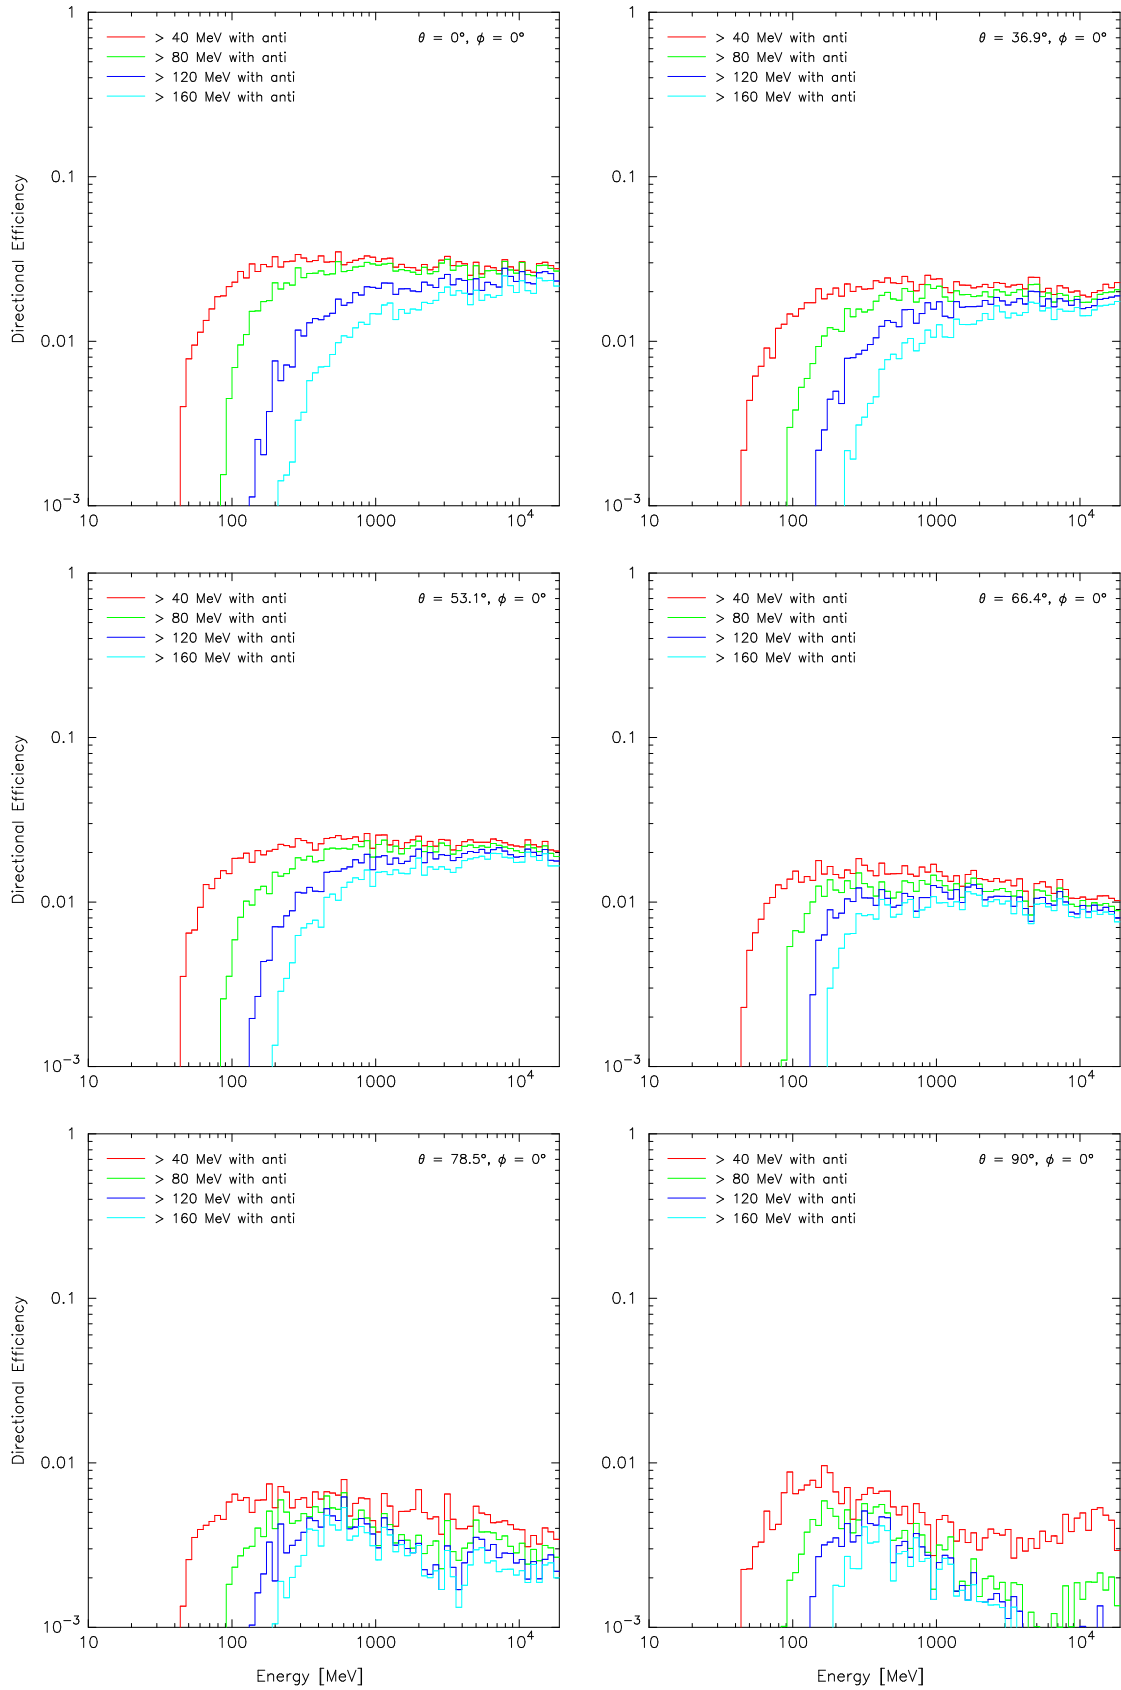 1
> 40 MeV with anti
θ = 0°, ϕ = 0°
> 80 MeV with anti
> 120 MeV with anti
> 160 MeV with anti
0.1
0.01
10⁻³
10 100 1000 10⁴
Directional Efficiency
> 40 MeV with anti
θ = 36.9°, ϕ = 0°
> 80 MeV with anti
> 120 MeV with anti
> 160 MeV with anti
1
0.1
0.01
10⁻³
10 100 1000 10⁴
1
> 40 MeV with anti
θ = 53.1°, ϕ = 0°
> 80 MeV with anti
> 120 MeV with anti
> 160 MeV with anti
0.1
0.01
10⁻³
10 100 1000 10⁴
Directional Efficiency
1
> 40 MeV with anti
θ = 66.4°, ϕ = 0°
> 80 MeV with anti
> 120 MeV with anti
> 160 MeV with anti
0.1
0.01
10⁻³
10 100 1000 10⁴
1
> 40 MeV with anti
θ = 78.5°, ϕ = 0°
> 80 MeV with anti
> 120 MeV with anti
> 160 MeV with anti
0.1
0.01
10⁻³
10 100 1000 10⁴
Directional Efficiency
Energy [MeV]
1
> 40 MeV with anti
θ = 90°, ϕ = 0°
> 80 MeV with anti
> 120 MeV with anti
> 160 MeV with anti
0.1
0.01
10⁻³
10 100 1000 10⁴
Energy [MeV]